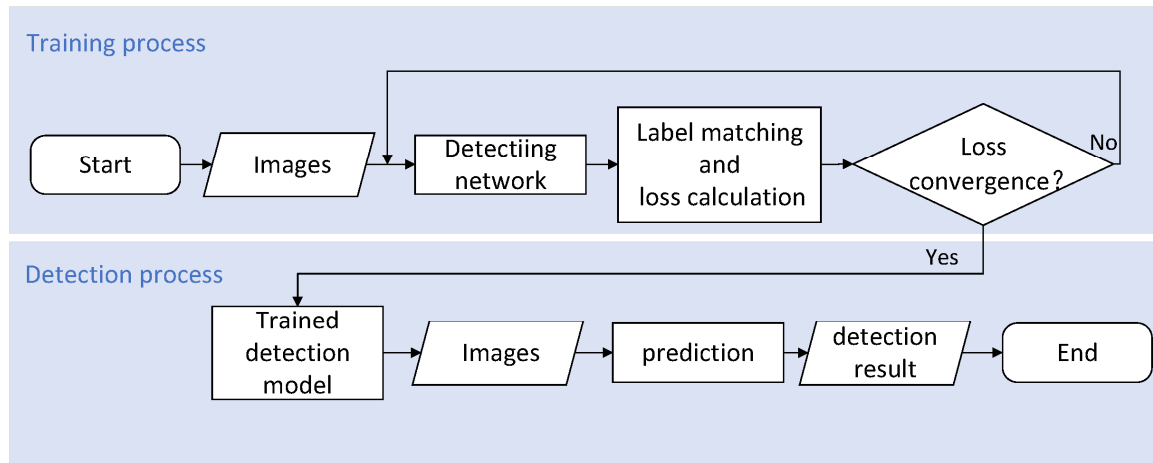 Training process
Start
Images
Detectiing
network
Label matching
and
loss calculation
Loss
convergence?
No
Yes
Detection process
Trained
detection
model
Images
prediction
detection
result
End